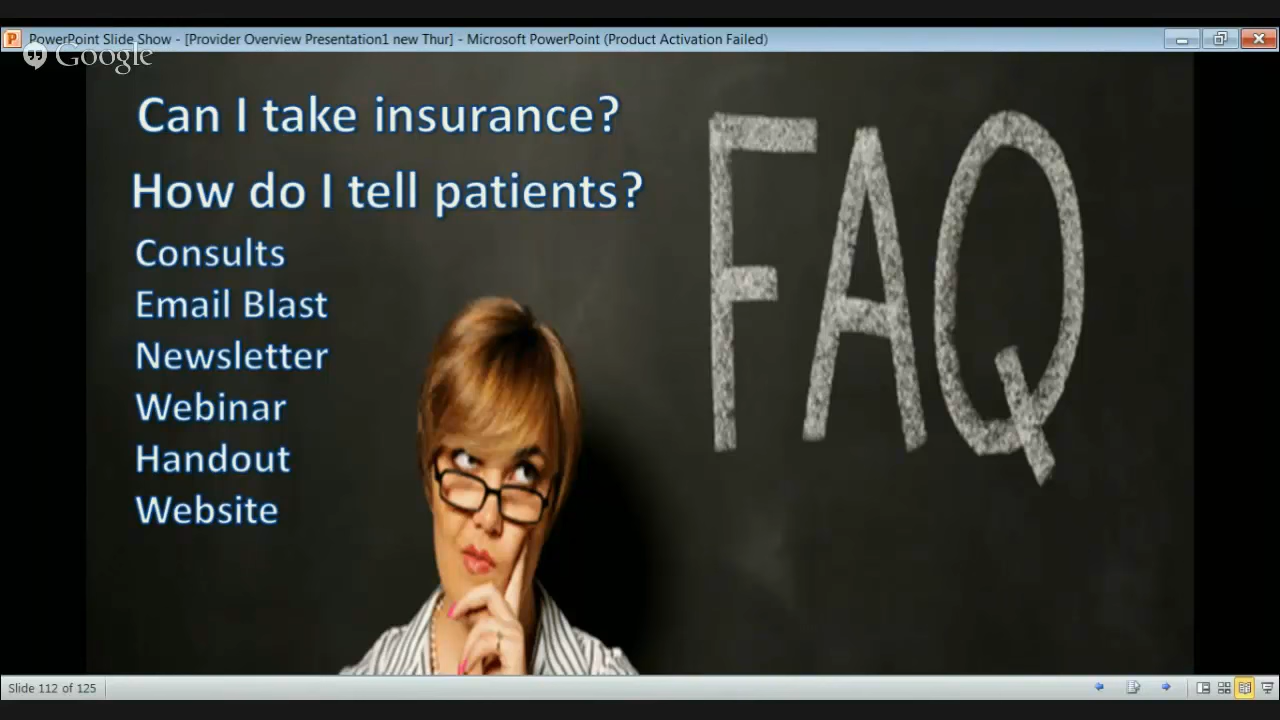 PowerPoint Slide Show - [Provider Overview Presentation1 new Thur] - Microsoft PowerPoint (Product Activation Failed)
Google
Can I take insurance?
How do I tell patients?
Consults
Email Blast
Newsletter
Webinar
Handout
Website
FAQ
Slide 112 of 125